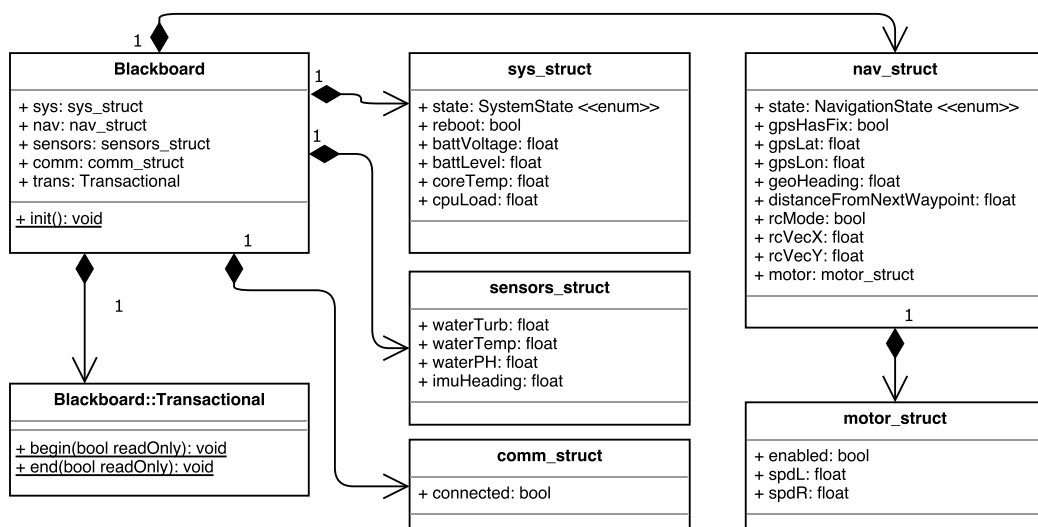 1
Blackboard
+ sys: sys_struct
+ nav: nav_struct
+ sensors: sensors_struct
+ comm: comm_struct
+ trans: Transactional
+ init(): void
1
1
1
1
sys_struct
+ state: SystemState <<enum>>
+ reboot: bool
+ battVoltage: float
+ battLevel: float
+ coreTemp: float
+ cpuLoad: float
nav_struct
+ state: NavigationState <<enum>>
+ gpsHasFix: bool
+ gpsLat: float
+ gpsLon: float
+ geoHeading: float
+ distanceFromNextWaypoint: float
+ rcMode: bool
+ rcVecX: float
+ rcVecY: float
+ motor: motor_struct
1
sensors_struct
+ waterTurb: float
+ waterTemp: float
+ waterPH: float
+ imuHeading: float
Blackboard::Transactional
+ begin(bool readOnly): void
+ end(bool readOnly): void
comm_struct
+ connected: bool
motor_struct
+ enabled: bool
+ spdL: float
+ spdR: float